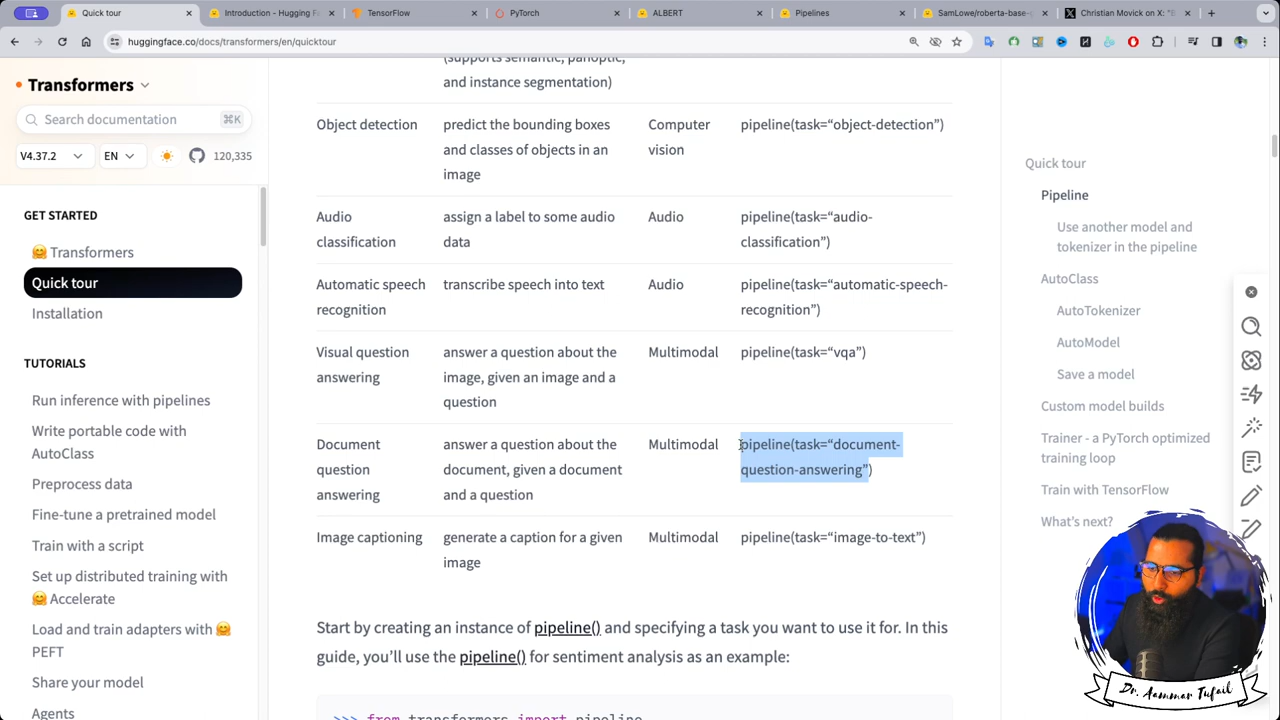 Quick tour
Introduction - Hugging F
TensorFlow
PyTorch
ALBERT
Pipelines
SamLowe/roberta-base-
Christian Movick on X: "B
huggingface.co/docs/transformers/en/quicktour
Transformers
Search documentation
⌘K
V4.37.2
EN
120,335
GET STARTED
🤗 Transformers
Quick tour
Installation
TUTORIALS
Run inference with pipelines
Write portable code with
AutoClass
Preprocess data
Fine-tune a pretrained model
Train with a script
Set up distributed training with
🤗 Accelerate
Load and train adapters with 🤗
PEFT
Share your model
Agents
(supports semantic, panoptic,
and instance segmentation)
Object detection
predict the bounding boxes
and classes of objects in an
image
Computer
vision
pipeline(task=“object-detection”)
Audio
classification
assign a label to some audio
data
Audio
pipeline(task=“audio-
classification”)
Automatic speech
recognition
transcribe speech into text
Audio
pipeline(task=“automatic-speech-
recognition”)
Visual question
answering
answer a question about the
image, given an image and a
question
Multimodal
pipeline(task=“vqa”)
Document
question
answering
answer a question about the
document, given a document
and a question
Multimodal
pipeline(task=“document-
question-answering”)
Image captioning
generate a caption for a given
image
Multimodal
pipeline(task=“image-to-text”)
Start by creating an instance of pipeline() and specifying a task you want to use it for. In this
guide, you’ll use the pipeline() for sentiment analysis as an example:
>>> from transformers import pipeline
Quick tour
Pipeline
Use another model and
tokenizer in the pipeline
AutoClass
AutoTokenizer
AutoModel
Save a model
Custom model builds
Trainer - a PyTorch optimized
training loop
Train with TensorFlow
What’s next?
Dr. Aammar Tufail